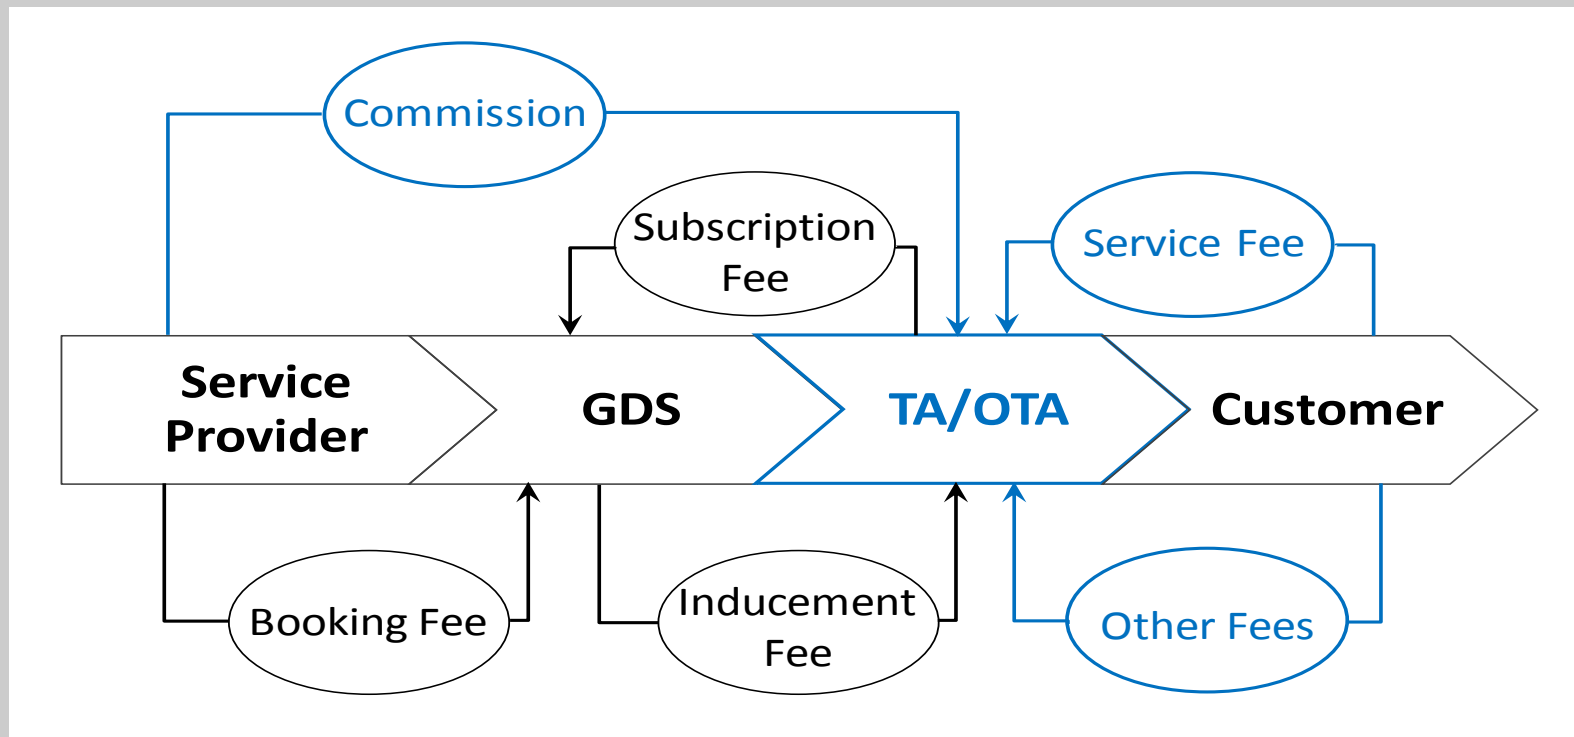 Commission
Subscription
Fee
Service Fee
Service
Provider
GDS
TA/OTA
Customer
Booking Fee
Inducement
Fee
Other Fees